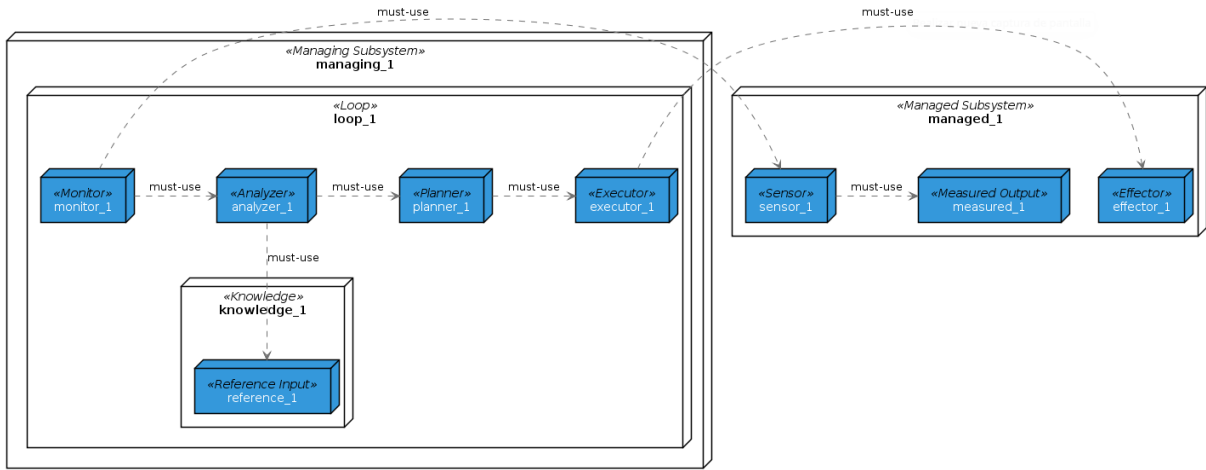 must-use
must-use
«Managing Subsystem»
managing_1
«Loop»
loop_1
«Managed Subsystem»
managed_1
«Monitor»
monitor_1
must-use
«Analyzer»
analyzer_1
must-use
«Planner»
planner_1
must-use
«Executor»
executor_1
«Sensor»
sensor_1
must-use
«Measured Output»
measured_1
«Effector»
effector_1
must-use
«Knowledge»
knowledge_1
«Reference Input»
reference_1